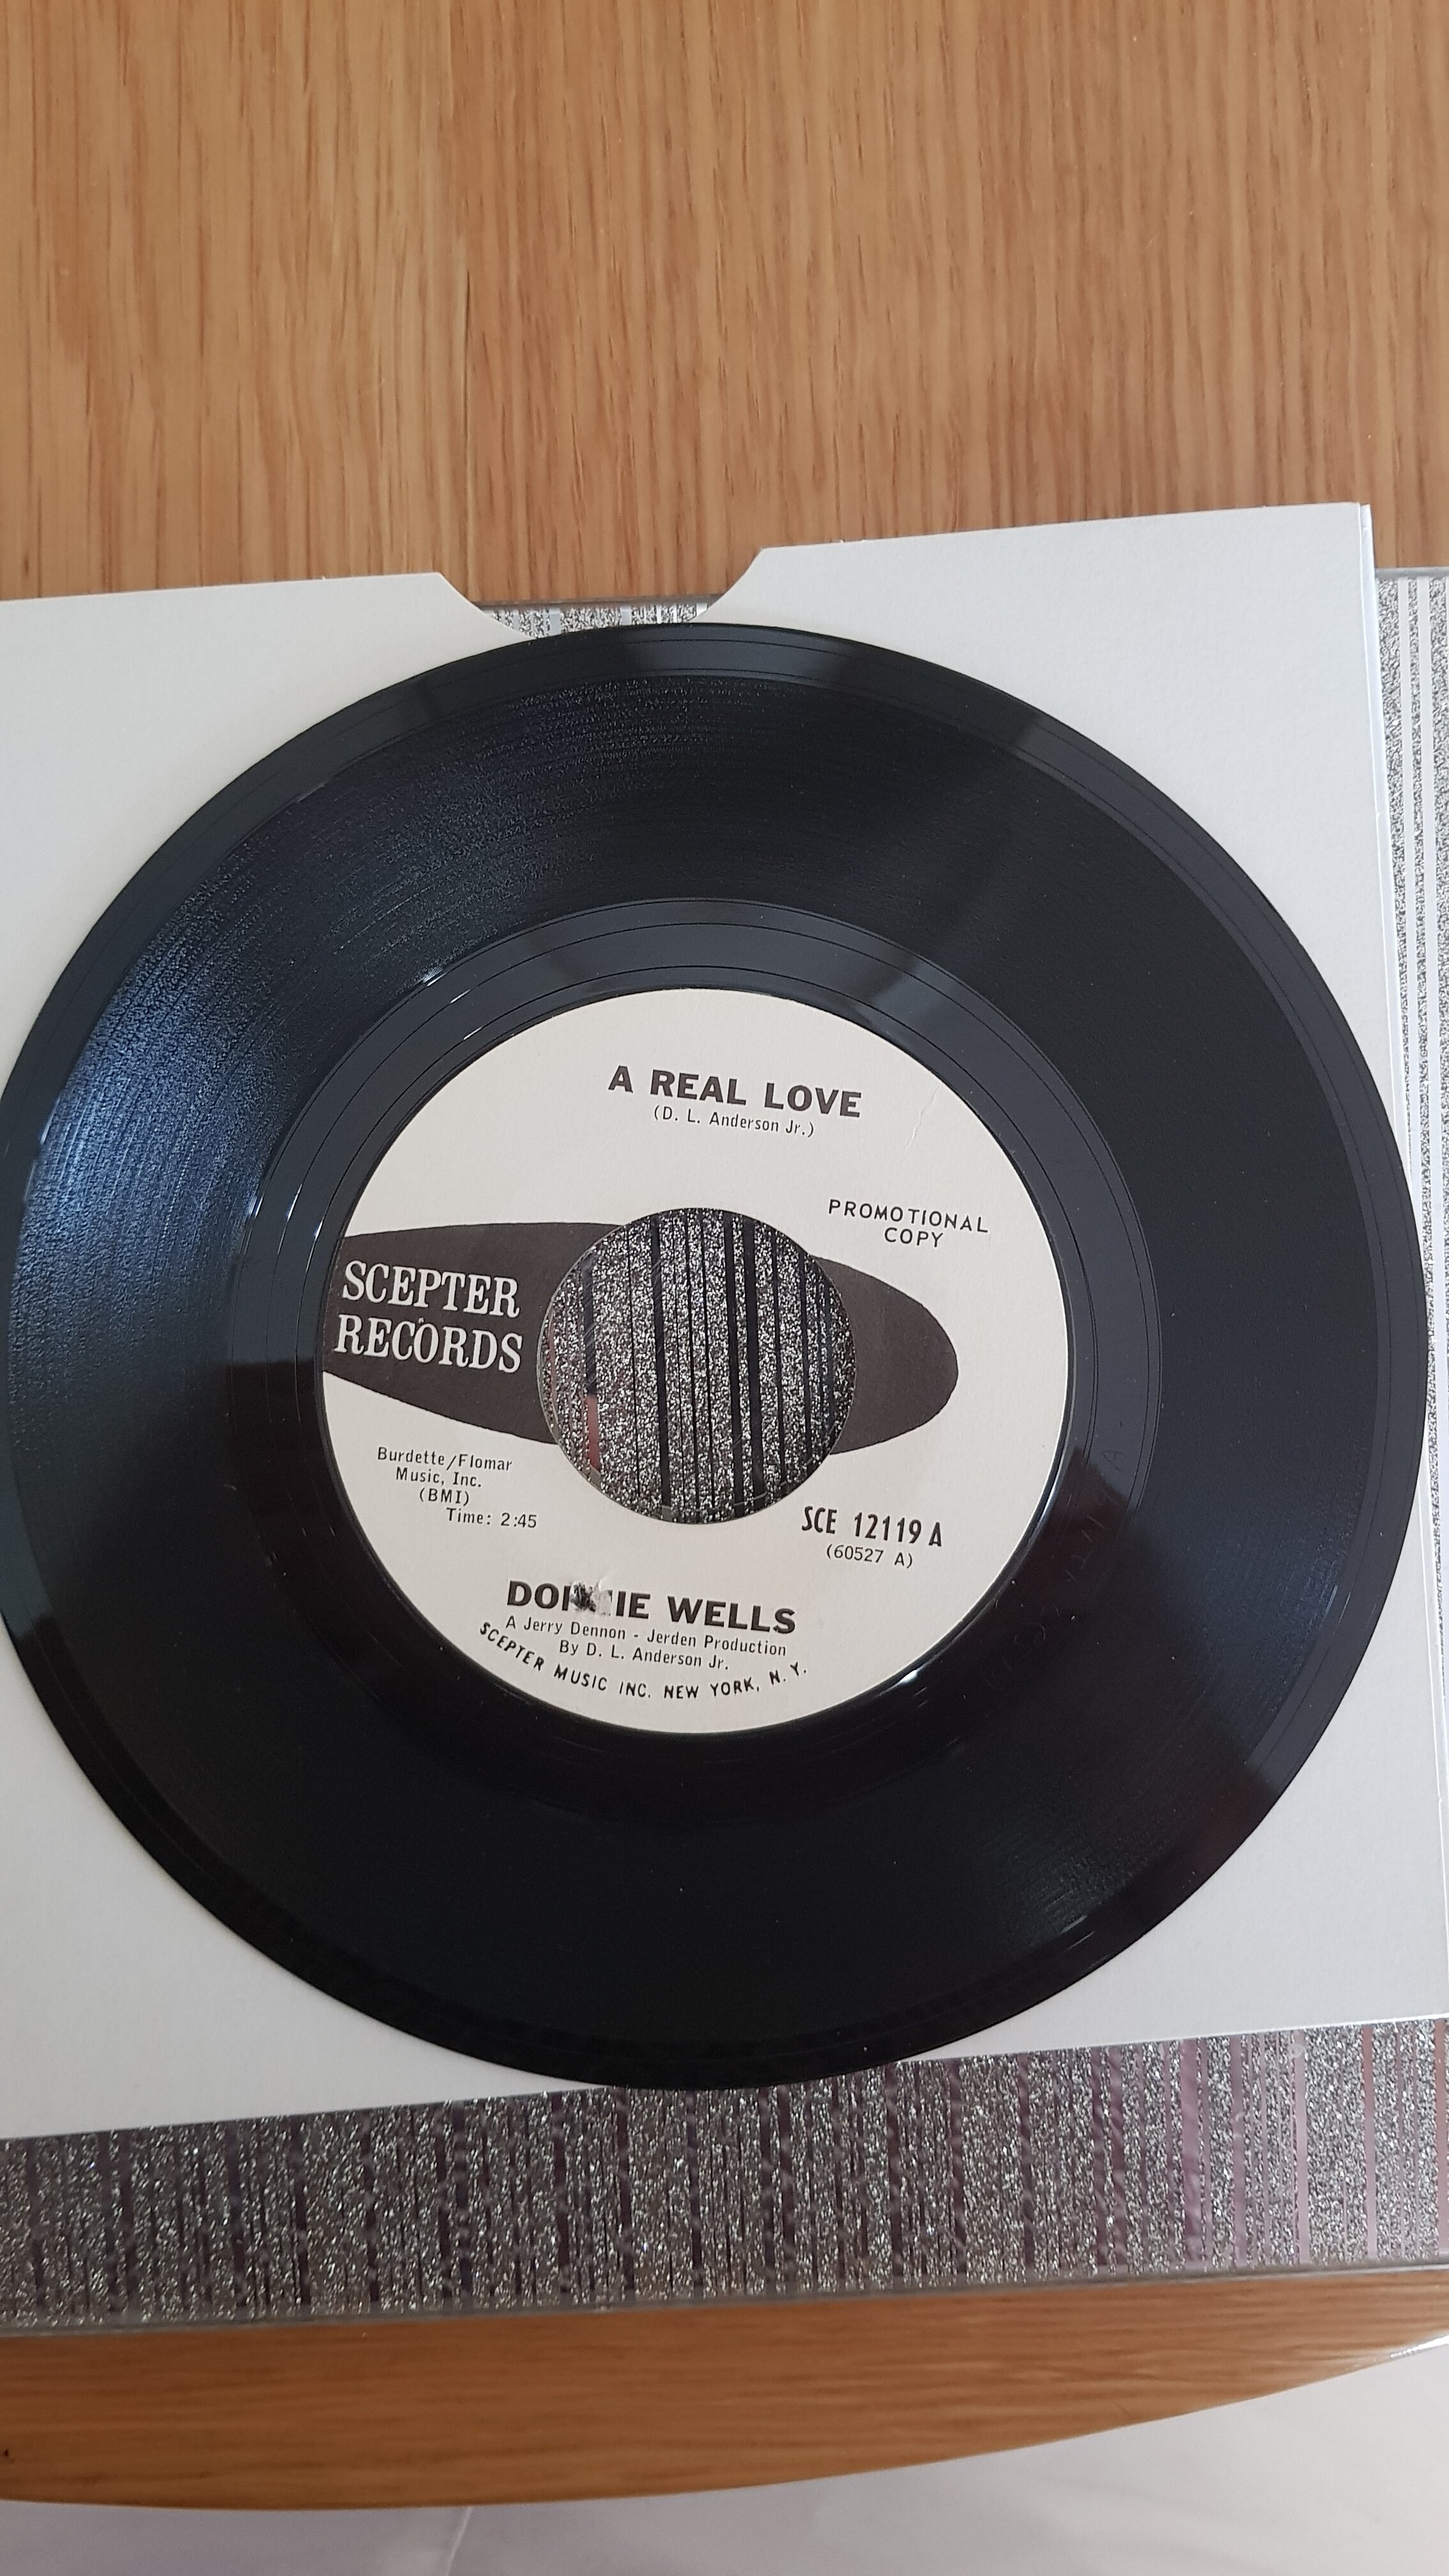 A REAL LOVE
(D. L. Anderson Jr.)
PROMOTIONAL
COPY
SCEPTER
RECORDS
Burdette/Flomar
Music, Inc.
(BMI)
Time: 2:45
SCE 12119 A
(60527 A)
WELLS
A Jerry Dennon - Jerden Production
By D. L. Anderson Jr.
SCEPTER MUSIC INC. NEW YORK, N. Y.